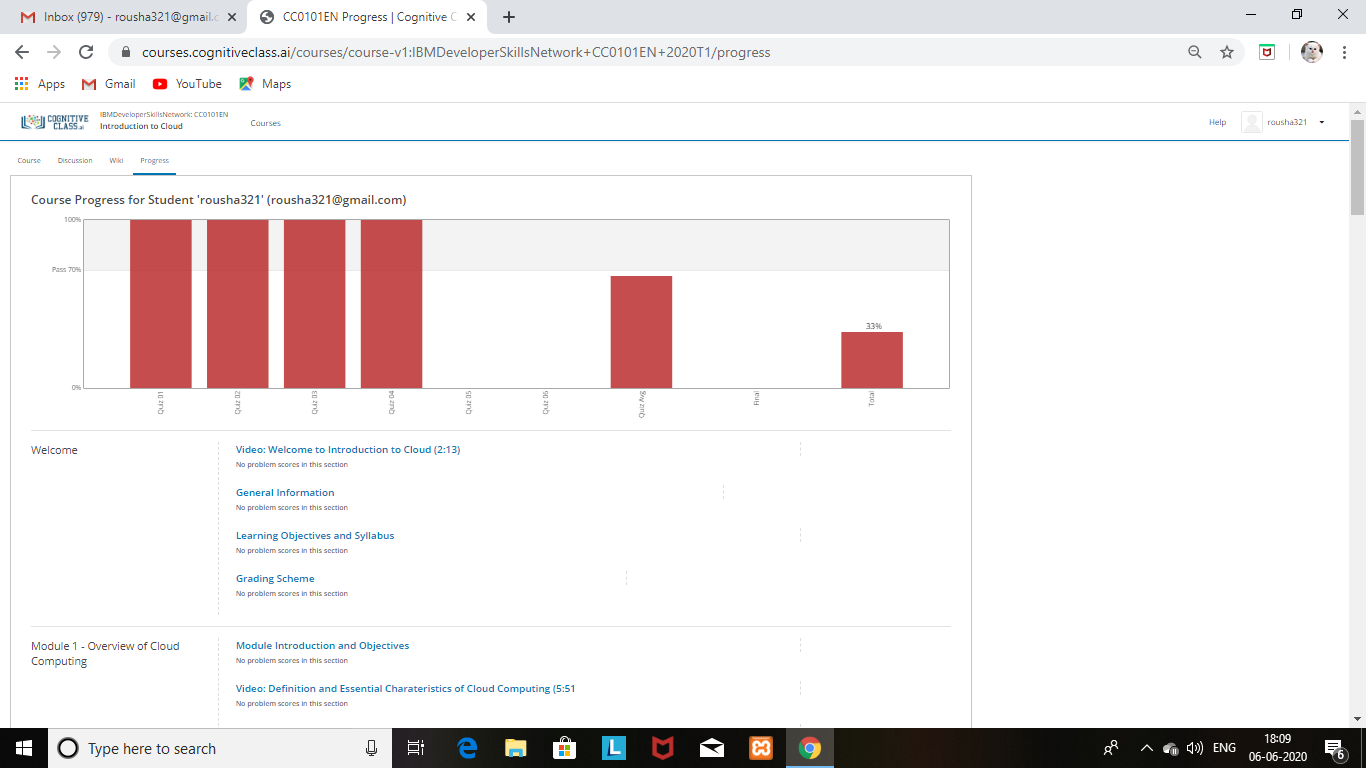 Inbox (979) - rousha321@gmail.c
CC0101EN Progress | Cognitive C
courses.cognitiveclass.ai/courses/course-v1:IBMDeveloperSkillsNetwork+CC0101EN+2020T1/progress
Apps Gmail YouTube Maps
COGNITIVE
CLASS.ai
IBMDeveloperSkillsNetwork: CC0101EN
Introduction to Cloud
Courses
Help rousha321
Course Discussion Wiki Progress
Course Progress for Student 'rousha321' (rousha321@gmail.com)
100%
Pass 70%
33%
0%
Quiz 01 Quiz 02 Quiz 03 Quiz 04 Quiz 05 Quiz 06 Quiz Avg Final Total
Welcome
Video: Welcome to Introduction to Cloud (2:13)
No problem scores in this section
General Information
No problem scores in this section
Learning Objectives and Syllabus
No problem scores in this section
Grading Scheme
No problem scores in this section
Module 1 - Overview of Cloud
Computing
Module Introduction and Objectives
No problem scores in this section
Video: Definition and Essential Charateristics of Cloud Computing (5:51
No problem scores in this section
Type here to search
L
ENG
18:09
06-06-2020
6